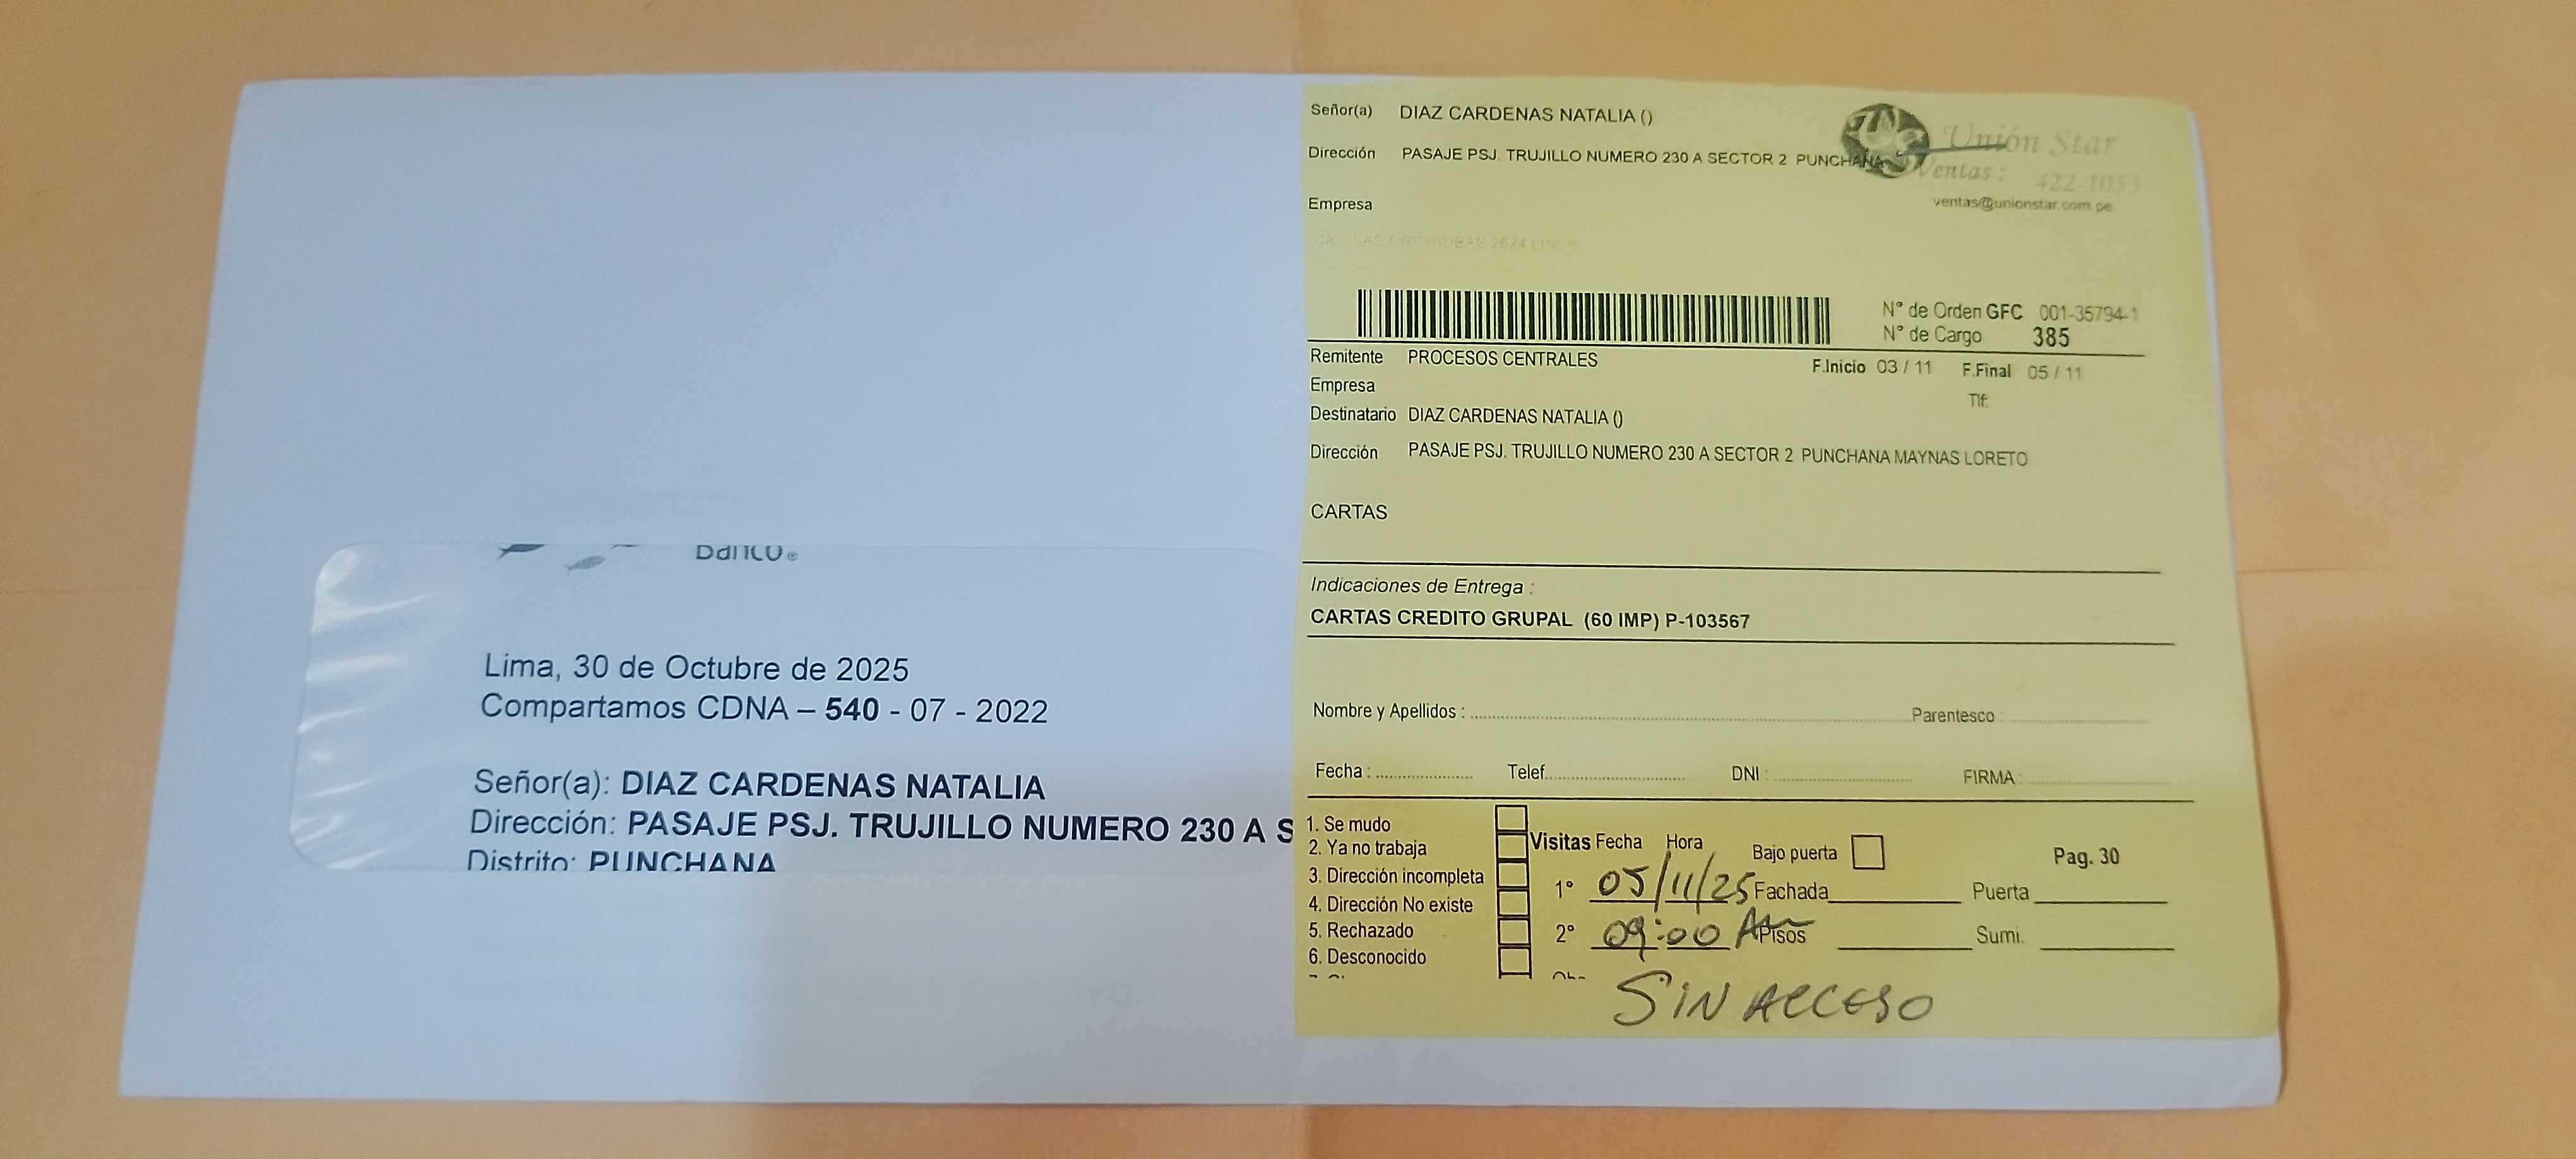 Banco®
Lima, 30 de Octubre de 2025
Compartamos CDNA – 540 - 07 - 2022
Señor(a): DIAZ CARDENAS NATALIA
Dirección: PASAJE PSJ. TRUJILLO NUMERO 230 A S
Distrito: PUNCHANA
Señor(a) DIAZ CARDENAS NATALIA ()
Dirección PASAJE PSJ. TRUJILLO NUMERO 230 A SECTOR 2 PUNCHANA
Unión Star
Ventas : 422-1053
ventas@unionstar.com.pe
Empresa
N° de Orden GFC 001-35794-1
N° de Cargo 385
Remitente PROCESOS CENTRALES
F.Inicio 03 / 11 F.Final 05 / 11
Empresa
Tlf:
Destinatario DIAZ CARDENAS NATALIA ()
Dirección PASAJE PSJ. TRUJILLO NUMERO 230 A SECTOR 2 PUNCHANA MAYNAS LORETO
CARTAS
Indicaciones de Entrega :
CARTAS CREDITO GRUPAL (60 IMP) P-103567
Nombre y Apellidos : Parentesco :
Fecha : Telef. DNI : FIRMA :
1. Se mudo
2. Ya no trabaja
3. Dirección incompleta
4. Dirección No existe
5. Rechazado
6. Desconocido
Visitas Fecha Hora Bajo puerta Pag. 30
1° 05/11/25 Fachada Puerta
2° 09:00 AM Pisos Sumi.
SIN ACCESO